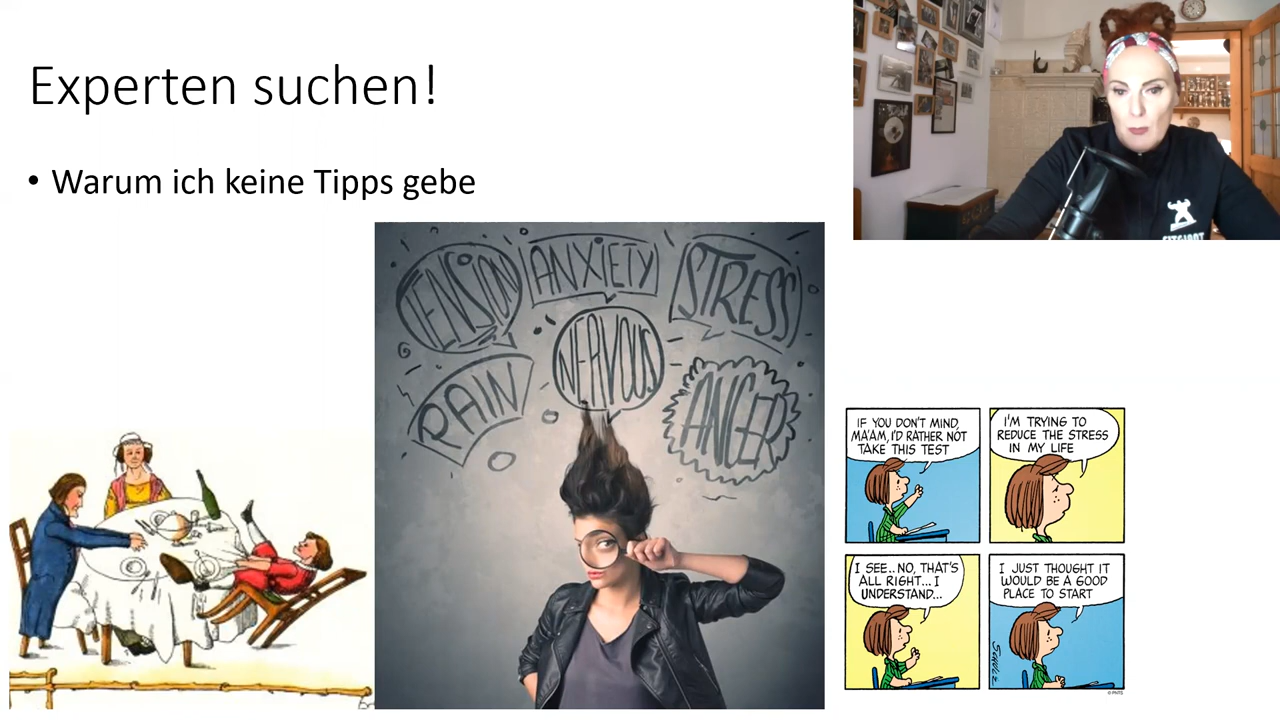 Experten suchen!
• Warum ich keine Tipps gebe
TENSION
ANXIETY
STRESS
NERVOUS
PAIN
ANGER
IF YOU DON'T MIND,
MA'AM, I'D RATHER NOT
TAKE THIS TEST
I'M TRYING TO
REDUCE THE STRESS
IN MY LIFE
I SEE.. NO, THAT'S
ALL RIGHT... I
UNDERSTAND...
I JUST THOUGHT IT
WOULD BE A GOOD
PLACE TO START
SCHULZ